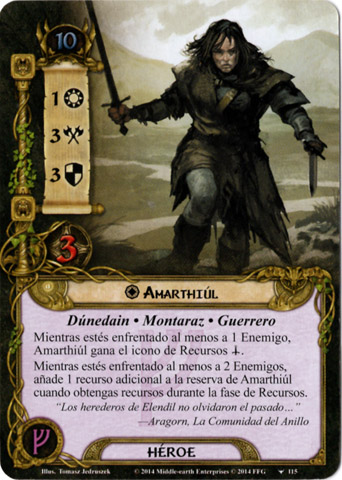 10
1
3
3
3
AMARTHIÚL
Dúnedain • Montaraz • Guerrero
Mientras estés enfrentado al menos a 1 Enemigo,
Amarthiúl gana el icono de Recursos
Mientras estés enfrentado al menos a 2 Enemigos,
añade 1 recurso adicional a la reserva de Amarthiúl
cuando obtengas recursos durante la fase de Recursos.
“Los herederos de Elendil no olvidaron el pasado…”
—Aragorn, La Comunidad del Anillo
HÉROE
Illus. Tomasz Jedruszek © 2014 Middle-earth Enterprises © 2014 FFG 115